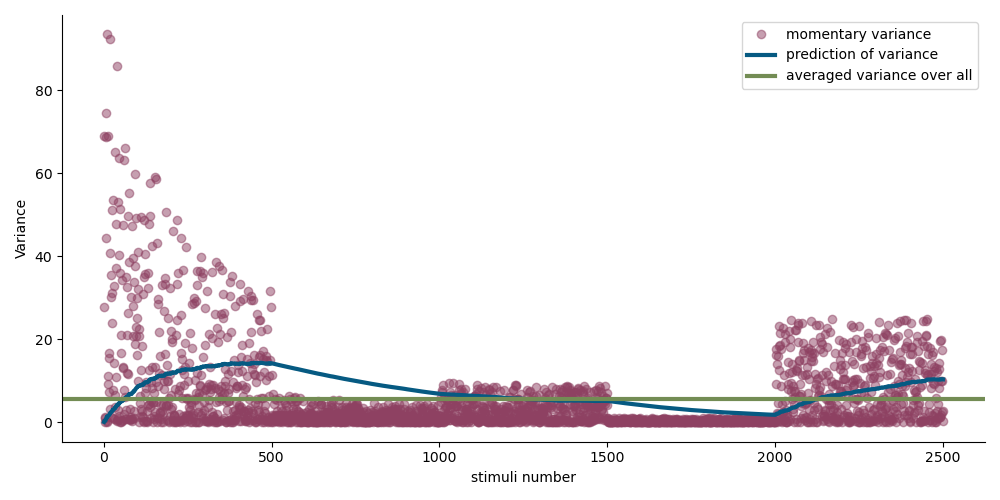 momentary variance
prediction of variance
averaged variance over all
Variance
80
60
40
20
0
0 500 1000 1500 2000 2500
stimuli number